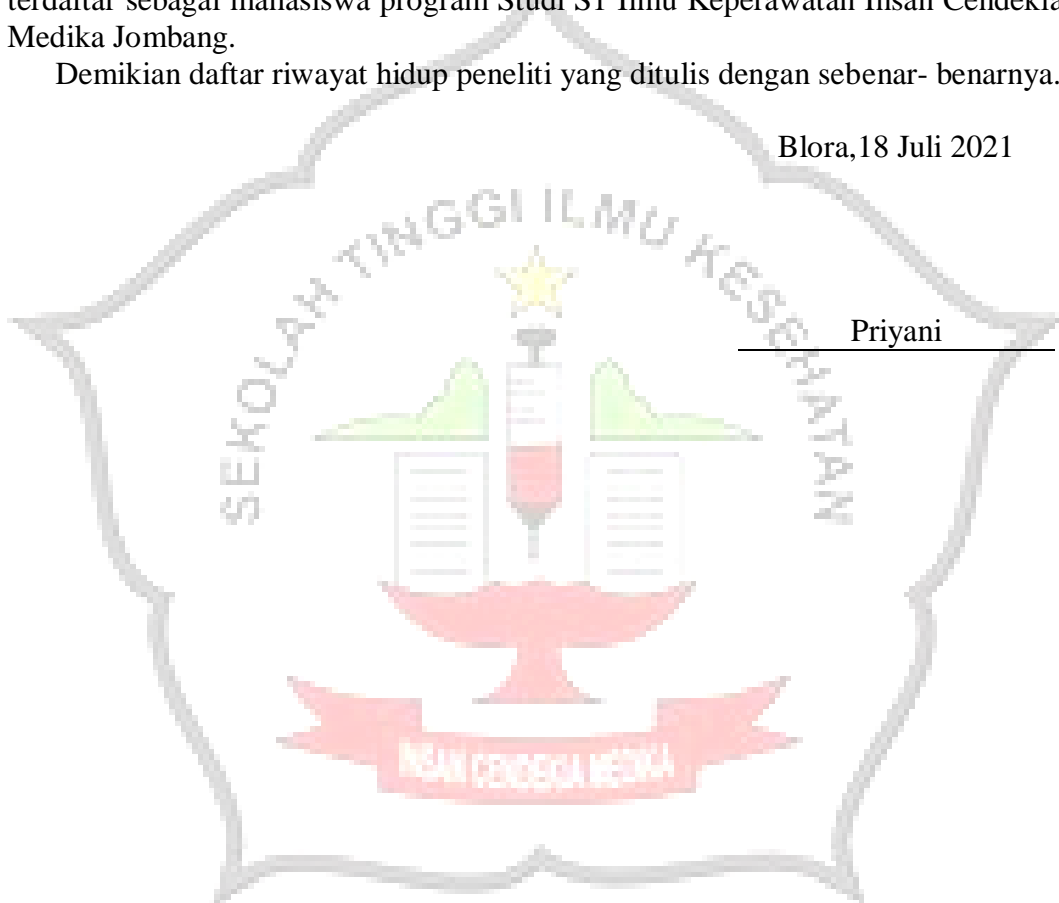 terdaftar sebagai mahasiswa program Studi S1 Ilmu Keperawatan Insan Cendekia
Medika Jombang.
Demikian daftar riwayat hidup peneliti yang ditulis dengan sebenar- benarnya.
Blora,18 Juli 2021
SEKOLAH TINGGI ILMU KESEHATAN
Priyani
INSAN CENDEKIA MEDIKA